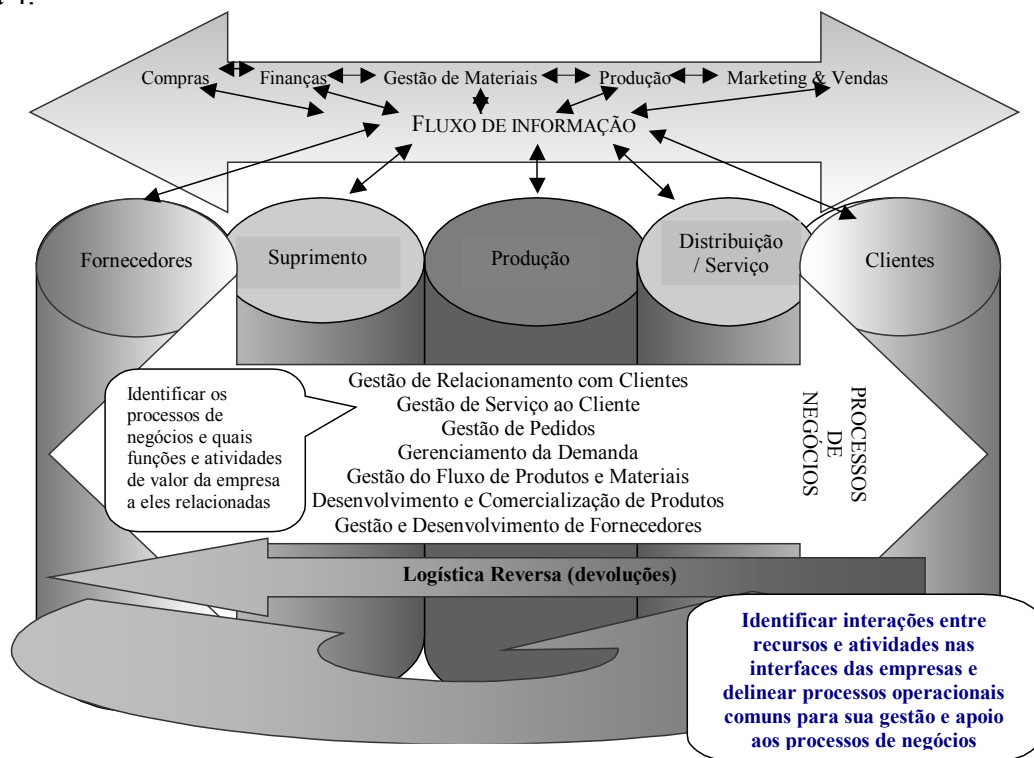 Compras Finanças Gestão de Materiais Produção Marketing & Vendas
FLUXO DE INFORMAÇÃO
Fornecedores
Suprimento
Produção
Distribuição
/ Serviço
Clientes
Identificar os
processos de
negócios e quais
funções e atividades
de valor da empresa
a eles relacionadas
Gestão de Relacionamento com Clientes
Gestão de Serviço ao Cliente
Gestão de Pedidos
Gerenciamento da Demanda
Gestão do Fluxo de Produtos e Materiais
Desenvolvimento e Comercialização de Produtos
Gestão e Desenvolvimento de Fornecedores
PROCESSOS
DE
NEGÓCIOS
Logística Reversa (devoluções)
Identificar interações entre
recursos e atividades nas
interfaces das empresas e
delinear processos operacionais
comuns para sua gestão e apoio
aos processos de negócios